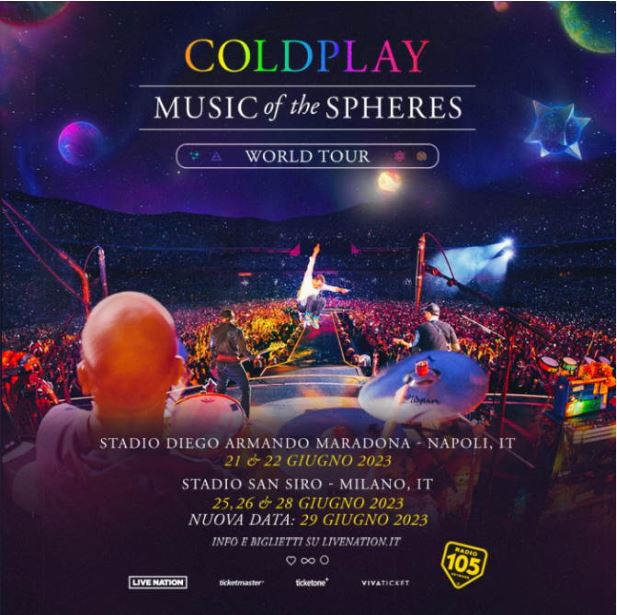 COLDPLAY
MUSIC of the SPHERES
WORLD TOUR
STADIO DIEGO ARMANDO MARADONA - NAPOLI, IT
21 & 22 GIUGNO 2023
STADIO SAN SIRO - MILANO, IT
25,26 & 28 GIUGNO 2023
NUOVA DATA: 29 GIUGNO 2023
INFO E BIGLIETTI SU LIVENATION.IT
RADIO
105
NETWORK
LIVE NATION
ticketmaster
ticketone
VIVATICKET